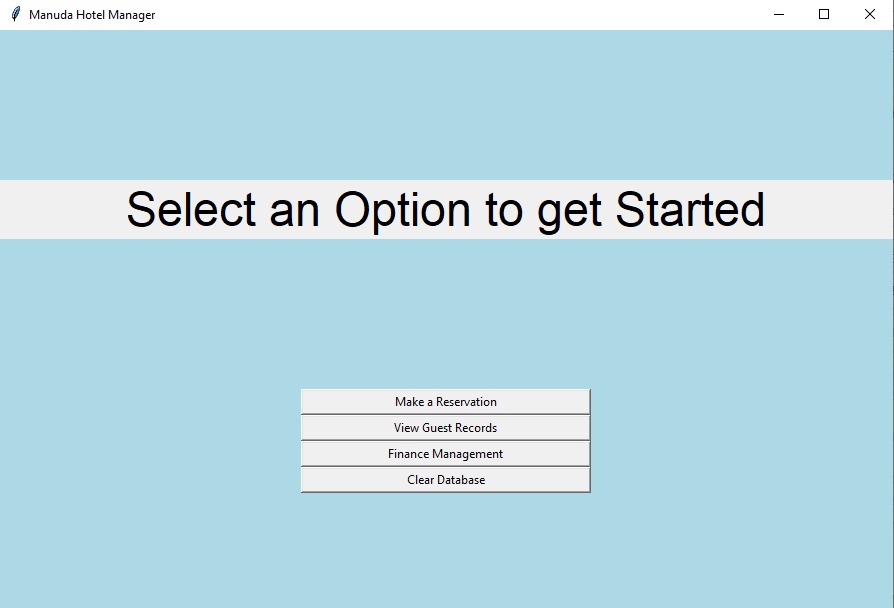 Manuda Hotel Manager
Select an Option to get Started
Make a Reservation
View Guest Records
Finance Management
Clear Database